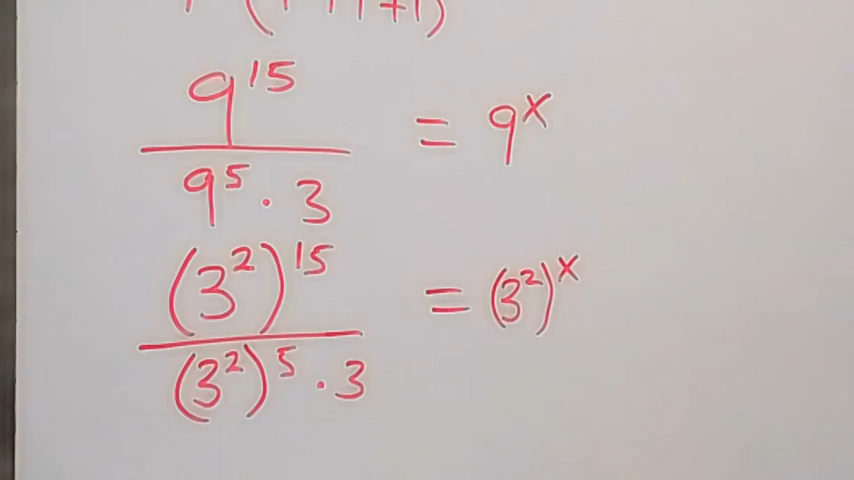 9^15 / (9^5 · 3) = 9^x
(3^2)^15 / ((3^2)^5 · 3) = (3^2)^x